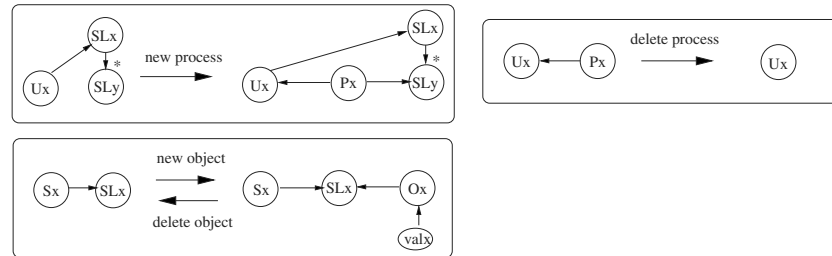 SLx
new process
*
Ux
SLy
SLx
*
Ux
Px
SLy
delete process
Ux
Px
Ux
new object
Sx
SLx
delete object
Sx
SLx
Ox
valx